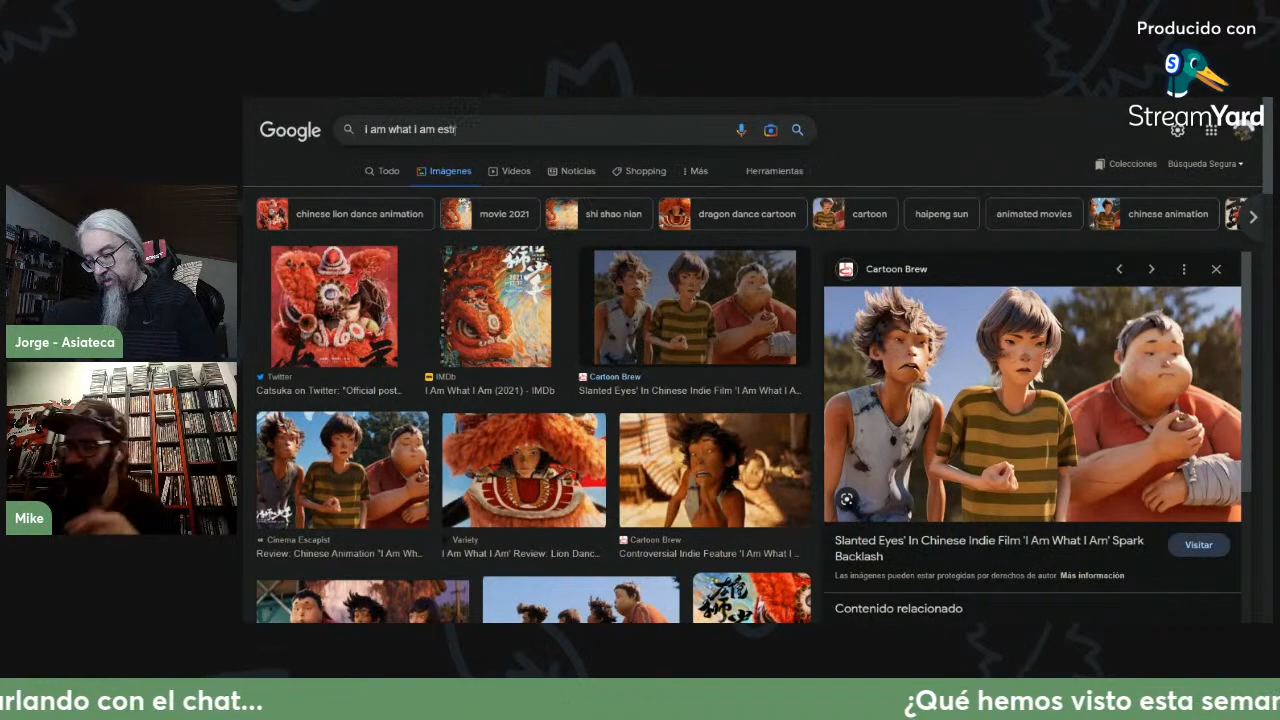 Producido con
StreamYard
Google
i am what i am estr
Todo
Imágenes
Vídeos
Noticias
Shopping
Más
Herramientas
Colecciones
Búsqueda Segura
chinese lion dance animation
movie 2021
shi shao nian
dragon dance cartoon
cartoon
haipeng sun
animated movies
chinese animation
Jorge - Asiateca
Mike
Twitter
Catsuka on Twitter: "Official post...
IMDb
I Am What I Am (2021) - IMDb
Cartoon Brew
Slanted Eyes' In Chinese Indie Film 'I Am What I A...
Cinema Escapist
Review: Chinese Animation "I Am Wh...
Variety
I Am What I Am' Review: Lion Danc...
Cartoon Brew
Controversial Indie Feature 'I Am What I ...
Cartoon Brew
Slanted Eyes' In Chinese Indie Film 'I Am What I Am' Spark
Backlash
Visitar
Las imágenes pueden estar protegidas por derechos de autor. Más información
Contenido relacionado
arlando con el chat...
¿Qué hemos visto esta seman